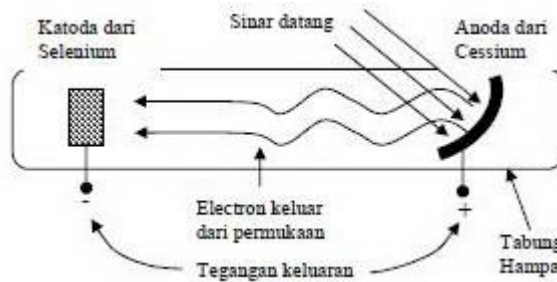 Katoda dari
Selenium
Sinar datang
Anoda dari
Cessium
-
+
Electron keluar
dari permukaan
Tegangan keluaran
Tabung
Hampa